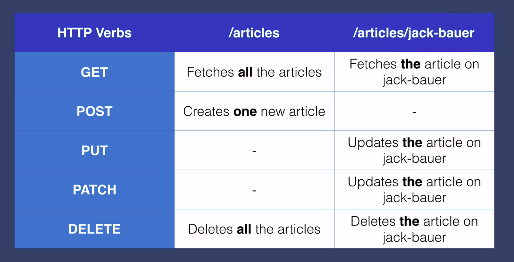 HTTP Verbs /articles /articles/jack-bauer
GET Fetches all the articles Fetches the article on
jack-bauer
POST Creates one new article -
PUT - Updates the article on
jack-bauer
PATCH - Updates the article on
jack-bauer
DELETE Deletes all the articles Deletes the article on
jack-bauer